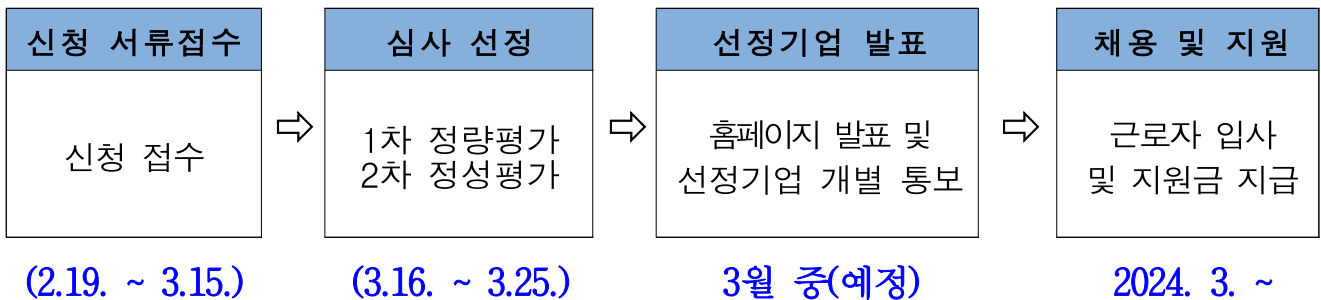 신청 서류접수
신청 접수
(2.19. ~ 3.15.)
심사 선정
1차 정량평가
2차 정성평가
(3.16. ~ 3.25.)
선정기업 발표
홈페이지 발표 및
선정기업 개별 통보
3월 중(예정)
채용 및 지원
근로자 입사
및 지원금 지급
2024. 3. ~